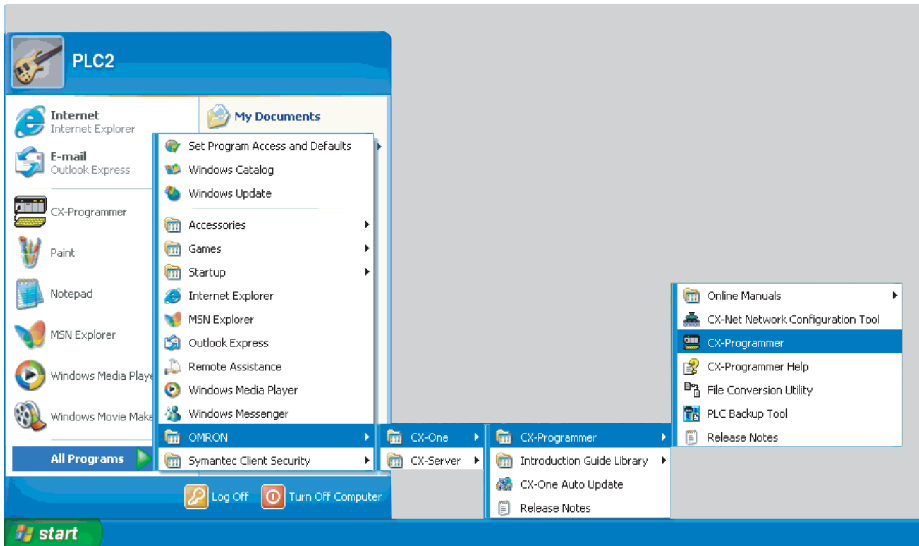 PLC2
Internet
Internet Explorer
E-mail
Outlook Express
CX-Programmer
Paint
Notepad
MSN Explorer
Windows Media Playe
Windows Movie Make
All Programs
My Documents
Set Program Access and Defaults
Windows Catalog
Windows Update
Accessories
Games
Startup
Internet Explorer
MSN Explorer
Outlook Express
Remote Assistance
Windows Media Player
Windows Messenger
OMRON
Symantec Client Security
CX-One
CX-Server
CX-Programmer
Introduction Guide Library
CX-One Auto Update
Release Notes
Online Manuals
CX-Net Network Configuration Tool
CX-Programmer
CX-Programmer Help
File Conversion Utility
PLC Backup Tool
Release Notes
Log Off
Turn Off Computer
start